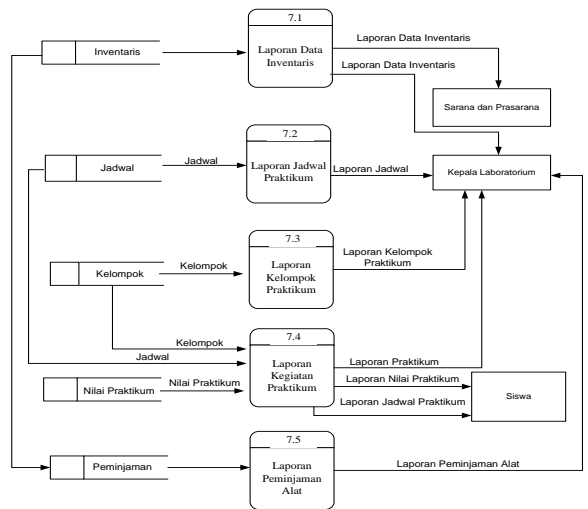 7.1
Laporan Data
Inventaris
Inventaris
Laporan Data Inventaris
Laporan Data Inventaris
Sarana dan Prasarana
7.2
Laporan Jadwal
Praktikum
Jadwal
Jadwal
Laporan Jadwal
Kepala Laboratorium
7.3
Laporan
Kelompok
Praktikum
Kelompok
Kelompok
Laporan Kelompok
Praktikum
7.4
Laporan
Kegiatan
Praktikum
Kelompok
Jadwal
Nilai Praktikum
Nilai Praktikum
Laporan Praktikum
Laporan Nilai Praktikum
Laporan Jadwal Praktikum
Siswa
7.5
Laporan
Peminjaman
Alat
Peminjaman
Laporan Peminjaman Alat